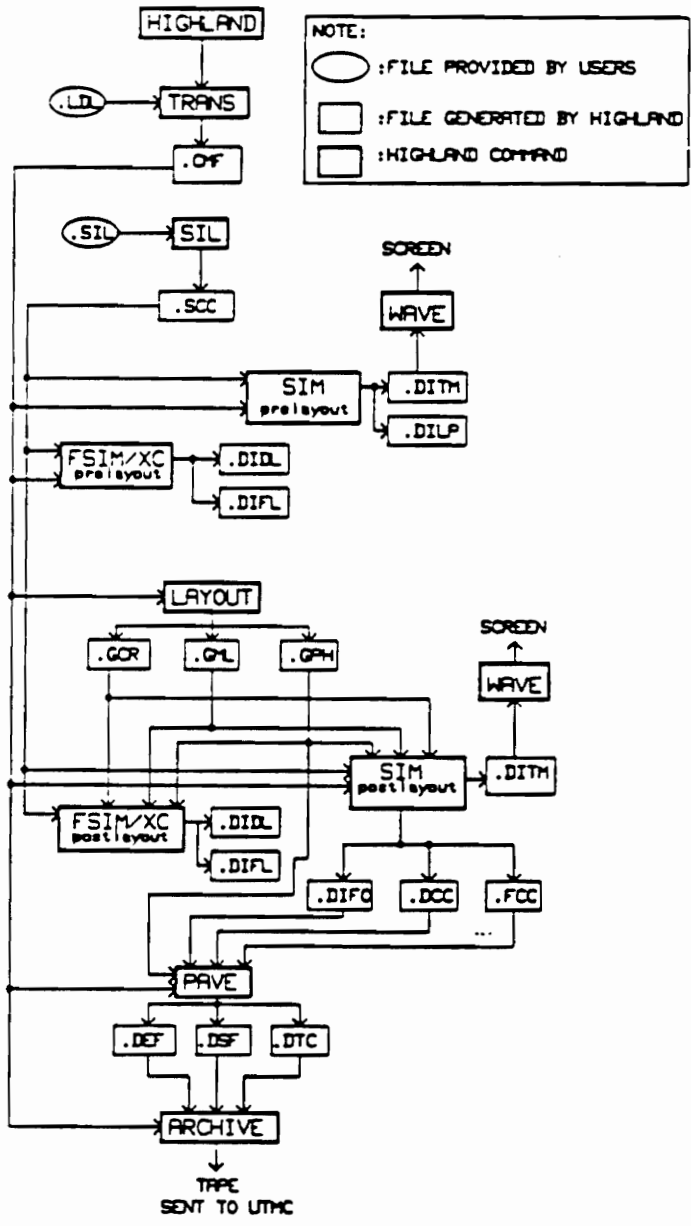 HIGHLAND
NOTE:
:FILE PROVIDED BY USERS
:FILE GENERATED BY HIGHLAND
:HIGHLAND COMMAND
.LDL
TRANS
.CMF
.SIL
SIL
.SCC
SCREEN
WAVE
SIM
prelayout
.DITM
.DILP
FSIM/XC
prelayout
.DIDL
.DIFL
LAYOUT
.GCR
.GML
.GPH
SCREEN
WAVE
SIM
postlayout
.DITM
FSIM/XC
postlayout
.DIDL
.DIFL
.DIFO
.DCC
.FCC
...
PAVE
.DEF
.DSF
.DTC
ARCHIVE
TAPE
SENT TO UTMC